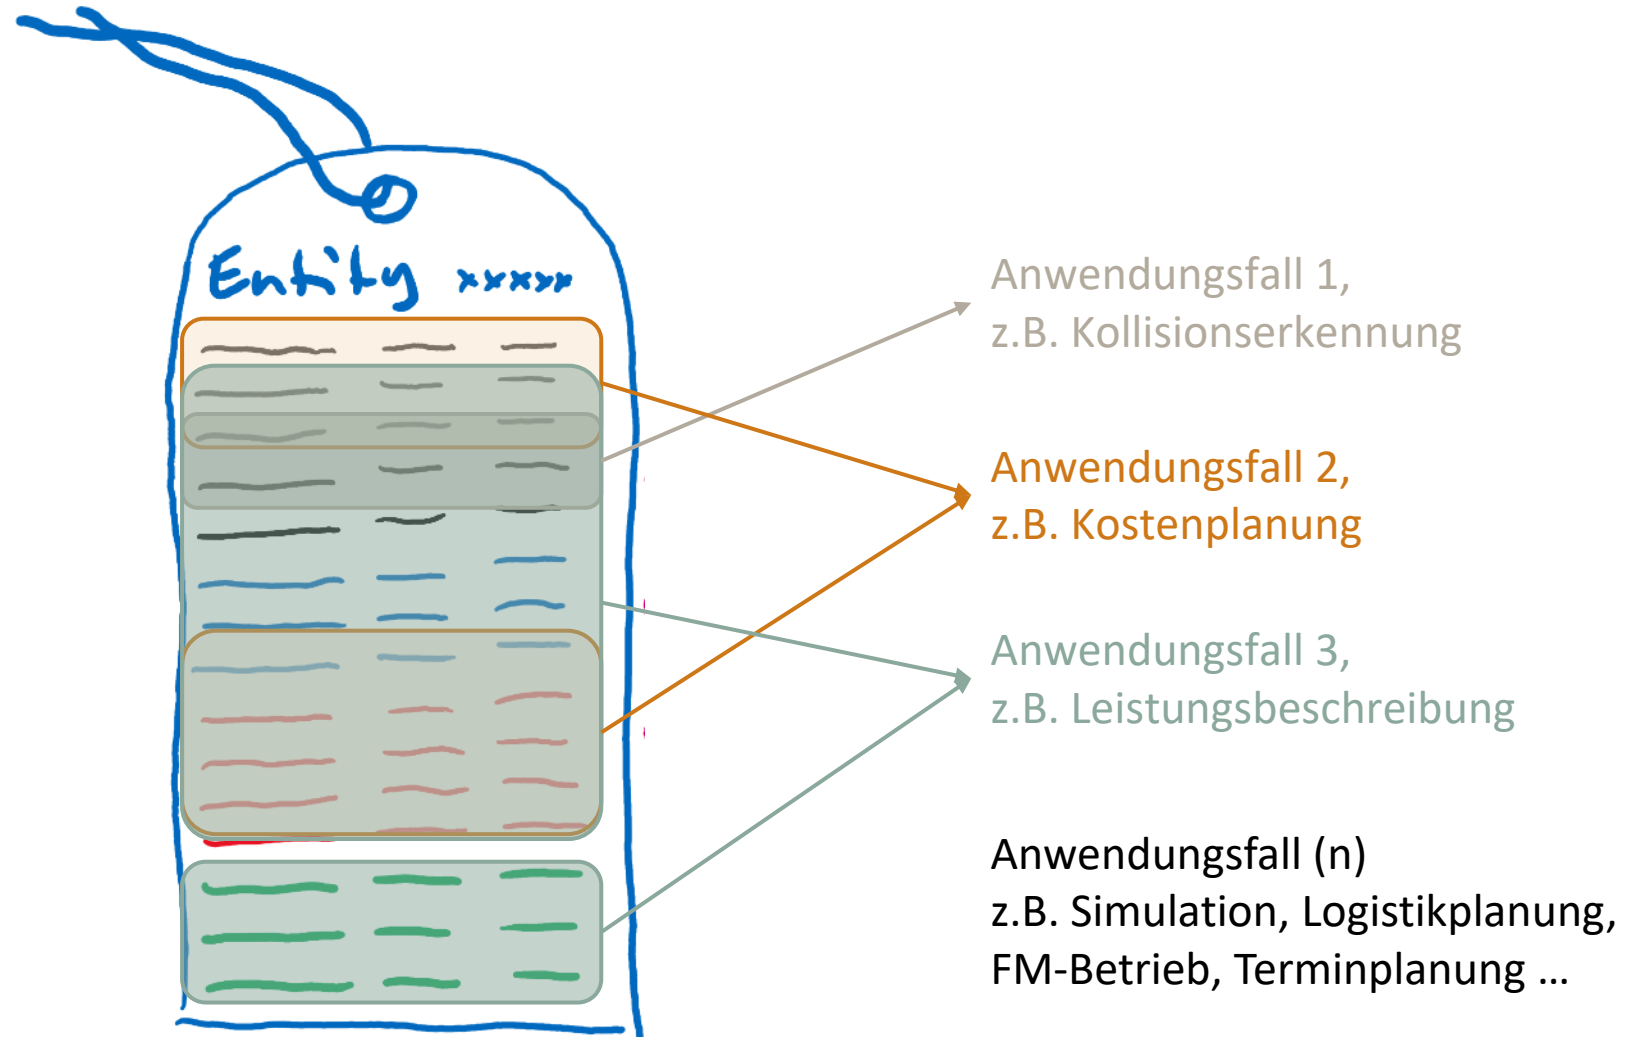 Entity xxxxx
Anwendungsfall 1,
z.B. Kollisionserkennung
Anwendungsfall 2,
z.B. Kostenplanung
Anwendungsfall 3,
z.B. Leistungsbeschreibung
Anwendungsfall (n)
z.B. Simulation, Logistikplanung,
FM-Betrieb, Terminplanung ...